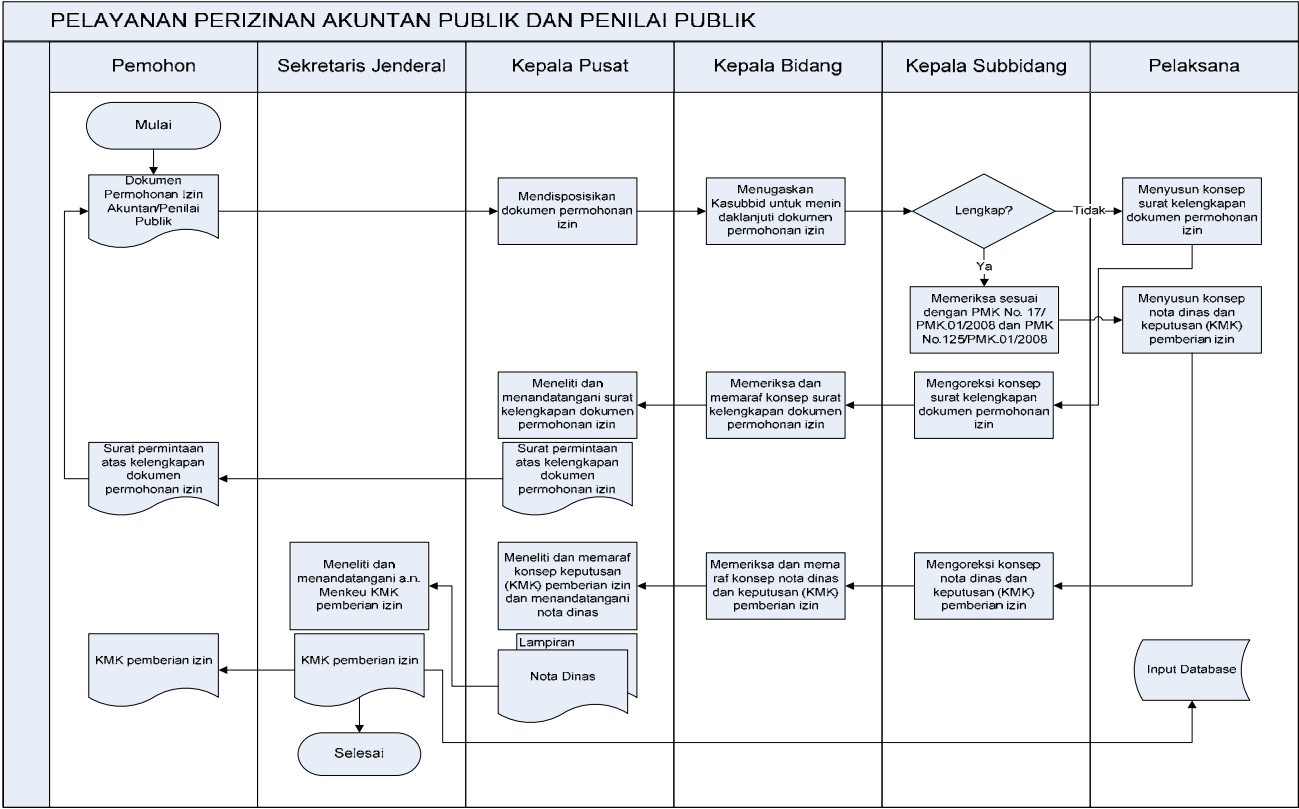 PELAYANAN PERIZINAN AKUNTAN PUBLIK DAN PENILAI PUBLIK
Pemohon
Sekretaris Jenderal
Kepala Pusat
Kepala Bidang
Kepala Subbidang
Pelaksana
Mulai
Dokumen
Permohonan Izin
Akuntan/Penilai
Publik
Mendisposisikan
dokumen permohonan
izin
Menugaskan
Kasubbid untuk menin
daklanjuti dokumen
permohonan izin
Lengkap?
Tidak
Menyusun konsep
surat kelengkapan
dokumen permohonan
izin
Ya
Memeriksa sesuai
dengan PMK No. 17/
PMK.01/2008 dan PMK
No.125/PMK.01/2008
Menyusun konsep
nota dinas dan
keputusan (KMK)
pemberian izin
Meneliti dan
menandatangani surat
kelengkapan dokumen
permohonan izin
Memeriksa dan
memaraf konsep surat
kelengkapan dokumen
permohonan izin
Mengoreksi konsep
surat kelengkapan
dokumen permohonan
izin
Surat permintaan
atas kelengkapan
dokumen
permohonan izin
Surat permintaan
atas kelengkapan
dokumen
permohonan izin
Meneliti dan
menandatangani a.n.
Menkeu KMK
pemberian izin
Meneliti dan memaraf
konsep keputusan
(KMK) pemberian izin
dan menandatangani
nota dinas
Memeriksa dan mema
raf konsep nota dinas
dan keputusan (KMK)
pemberian izin
Mengoreksi konsep
nota dinas dan
keputusan (KMK)
pemberian izin
KMK pemberian izin
KMK pemberian izin
Lampiran
Nota Dinas
Input Database
Selesai